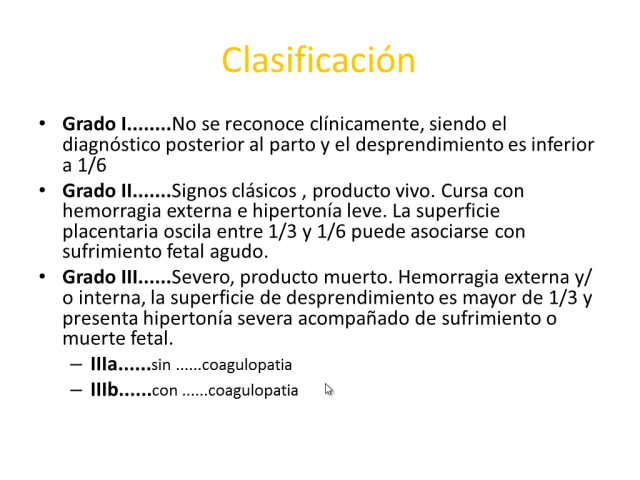 Clasificación
• Grado I........No se reconoce clínicamente, siendo el
diagnóstico posterior al parto y el desprendimiento es inferior
a 1/6
• Grado II.......Signos clásicos , producto vivo. Cursa con
hemorragia externa e hipertonía leve. La superficie
placentaria oscila entre 1/3 y 1/6 puede asociarse con
sufrimiento fetal agudo.
• Grado III......Severo, producto muerto. Hemorragia externa y/
o interna, la superficie de desprendimiento es mayor de 1/3 y
presenta hipertonía severa acompañado de sufrimiento o
muerte fetal.
– IIIa......sin ......coagulopatia
– IIIb......con ......coagulopatia